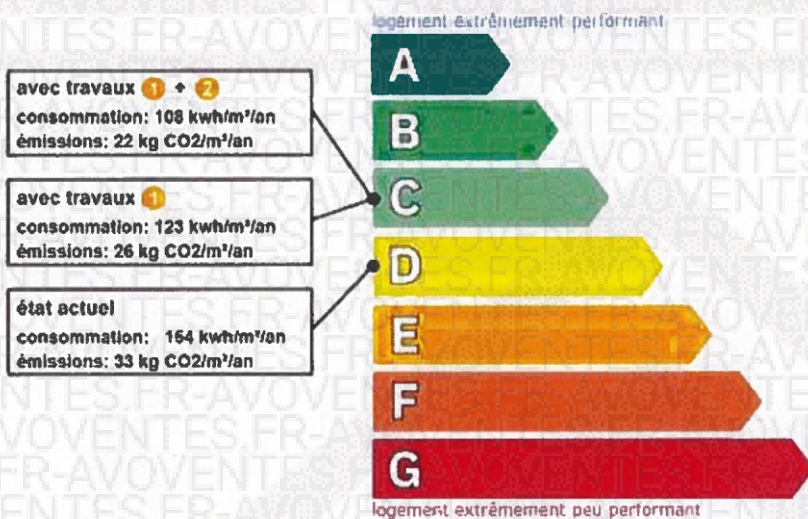 logement extrêmement performant
A
avec travaux 1 + 2
consommation: 108 kwh/m²/an
émissions: 22 kg CO2/m²/an
B
avec travaux 1
consommation: 123 kwh/m²/an
émissions: 26 kg CO2/m²/an
C
D
état actuel
consommation: 154 kwh/m²/an
émissions: 33 kg CO2/m²/an
E
F
G
logement extrêmement peu performant